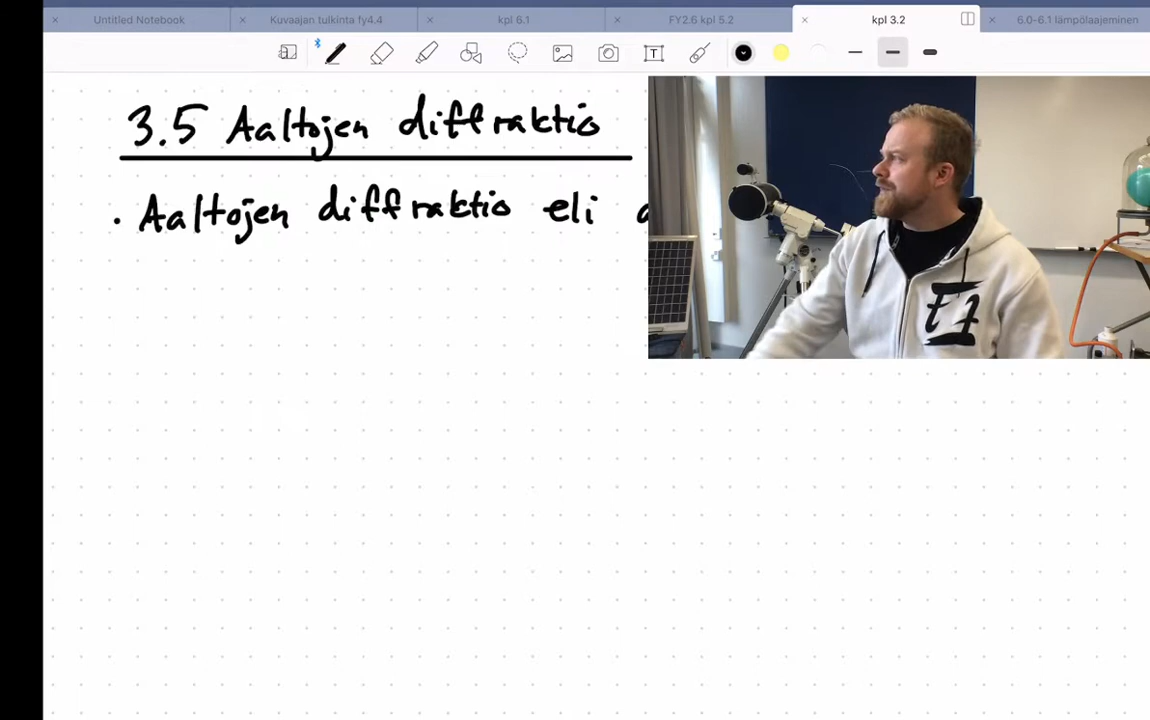 Untitled Notebook
Kuvaajan tulkinta fy4.4
kpl 6.1
FY2.6 kpl 5.2
kpl 3.2
6.0-6.1 lämpölaajeminen
3.5 Aaltojen diffraktio
· Aaltojen diffraktio eli